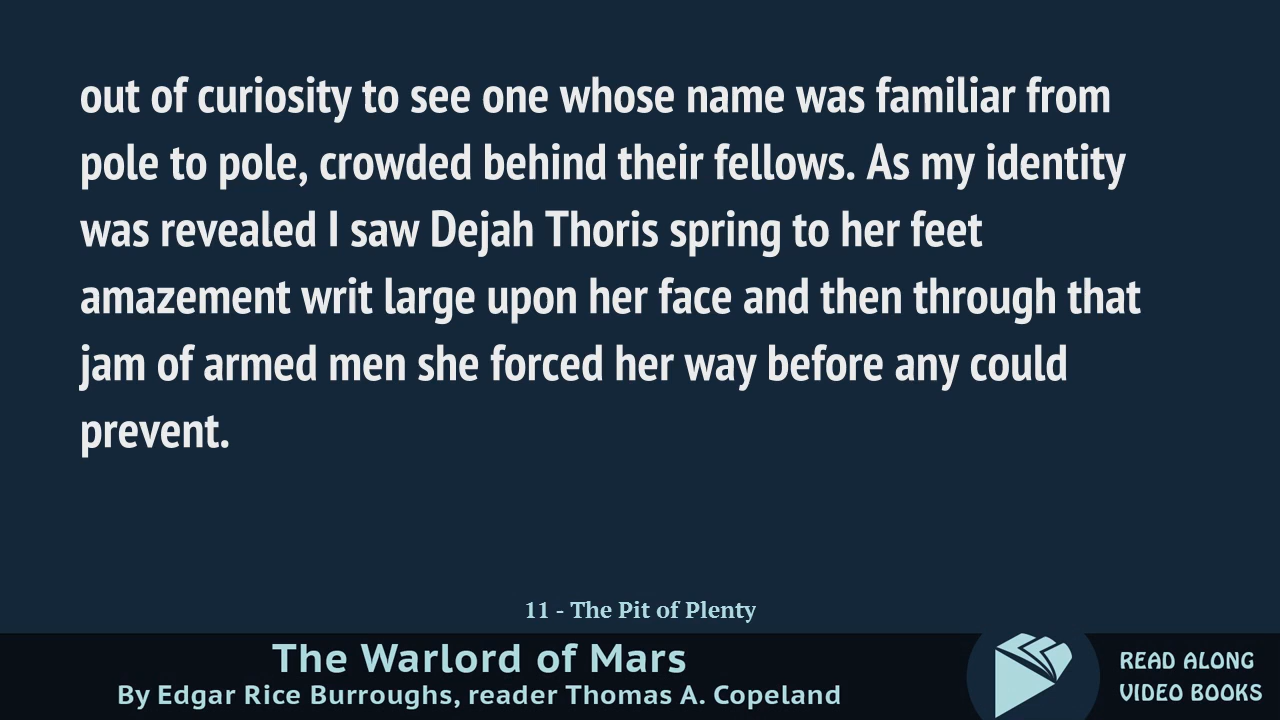 out of curiosity to see one whose name was familiar from
pole to pole, crowded behind their fellows. As my identity
was revealed I saw Dejah Thoris spring to her feet
amazement writ large upon her face and then through that
jam of armed men she forced her way before any could
prevent.
11 - The Pit of Plenty
The Warlord of Mars
By Edgar Rice Burroughs, reader Thomas A. Copeland
READ ALONG
VIDEO BOOKS